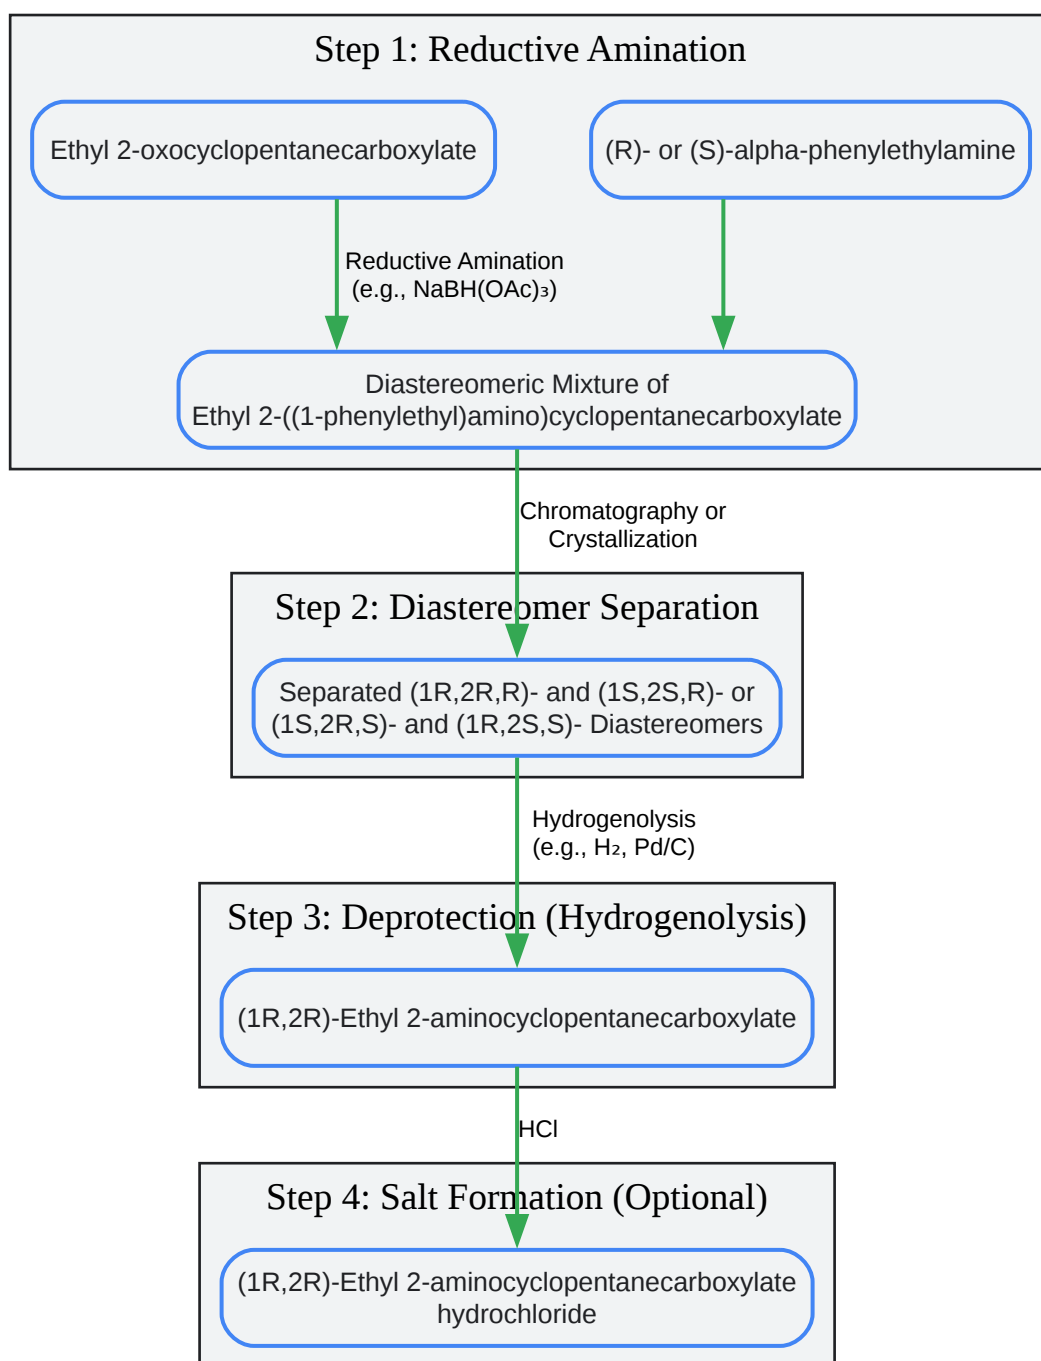 Step 1: Reductive Amination
Ethyl 2-oxocyclopentanecarboxylate
(R)- or (S)-alpha-phenylethylamine
Reductive Amination
(e.g., NaBH(OAc)₃)
Diastereomeric Mixture of
Ethyl 2-((1-phenylethyl)amino)cyclopentanecarboxylate
Chromatography or
Crystallization
Step 2: Diastereomer Separation
Separated (1R,2R,R)- and (1S,2S,R)- or
(1S,2R,S)- and (1R,2S,S)- Diastereomers
Hydrogenolysis
(e.g., H₂, Pd/C)
Step 3: Deprotection (Hydrogenolysis)
(1R,2R)-Ethyl 2-aminocyclopentanecarboxylate
HCl
Step 4: Salt Formation (Optional)
(1R,2R)-Ethyl 2-aminocyclopentanecarboxylate
hydrochloride